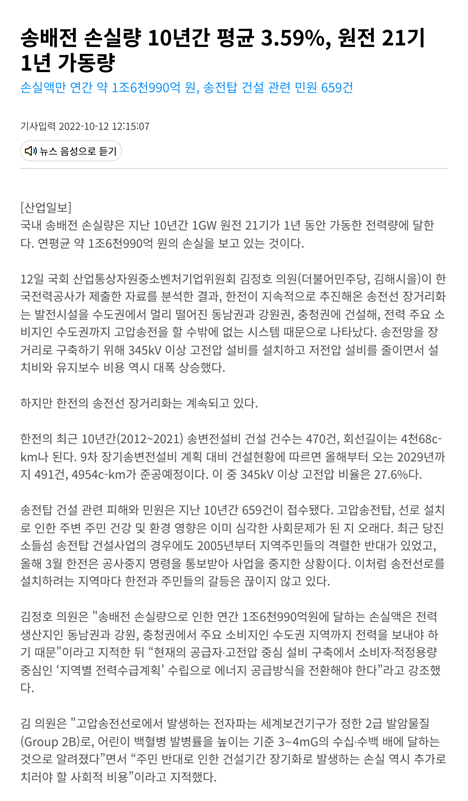 송배전 손실량 10년간 평균 3.59%, 원전 21기
1년 가동량
손실액만 연간 약 1조6천990억 원, 송전탑 건설 관련 민원 659건
기사입력 2022-10-12 12:15:07
뉴스 음성으로 듣기
[산업일보]
국내 송배전 손실량은 지난 10년간 1GW 원전 21기가 1년 동안 가동한 전력량에 달한
다. 연평균 약 1조6천990억 원의 손실을 보고 있는 것이다.
12일 국회 산업통상자원중소벤처기업위원회 김정호 의원(더불어민주당, 김해시을)이 한
국전력공사가 제출한 자료를 분석한 결과, 한전이 지속적으로 추진해온 송전선 장거리화
는 발전시설을 수도권에서 멀리 떨어진 동남권과 강원권, 충청권에 건설해, 전력 주요 소
비지인 수도권까지 고압송전을 할 수밖에 없는 시스템 때문으로 나타났다. 송전망을 장
거리로 구축하기 위해 345kV 이상 고전압 설비를 설치하고 저전압 설비를 줄이면서 설
치비와 유지보수 비용 역시 대폭 상승했다.
하지만 한전의 송전선 장거리화는 계속되고 있다.
한전의 최근 10년간(2012~2021) 송변전설비 건설 건수는 470건, 회선길이는 4천68c-
km나 된다. 9차 장기송변전설비 계획 대비 건설현황에 따르면 올해부터 오는 2029년까
지 491건, 4954c-km가 준공예정이다. 이 중 345kV 이상 고전압 비율은 27.6%다.
송전탑 건설 관련 피해와 민원은 지난 10년간 659건이 접수됐다. 고압송전탑, 선로 설치
로 인한 주변 주민 건강 및 환경 영향은 이미 심각한 사회문제가 된 지 오래다. 최근 당진
소들섬 송전탑 건설사업의 경우에도 2005년부터 지역주민들의 격렬한 반대가 있었고,
올해 3월 한전은 공사중지 명령을 통보받아 사업을 중지한 상황이다. 이처럼 송전선로를
설치하려는 지역마다 한전과 주민들의 갈등은 끊이지 않고 있다.
김정호 의원은 "송배전 손실량으로 인한 연간 1조6천990억원에 달하는 손실액은 전력
생산지인 동남권과 강원, 충청권에서 주요 소비지인 수도권 지역까지 전력을 보내야 하
기 때문"이라고 지적한 뒤 “현재의 공급자·고전압 중심 설비 구축에서 소비자·적정용량
중심인 ‘지역별 전력수급계획’ 수립으로 에너지 공급방식을 전환해야 한다”라고 강조했
다.
김 의원은 "고압송전선로에서 발생하는 전자파는 세계보건기구가 정한 2급 발암물질
(Group 2B)로, 어린이 백혈병 발병률을 높이는 기준 3~4mG의 수십·수백 배에 달하는
것으로 알려졌다”면서 “주민 반대로 인한 건설기간 장기화로 발생하는 손실 역시 추가로
치러야 할 사회적 비용”이라고 지적했다.